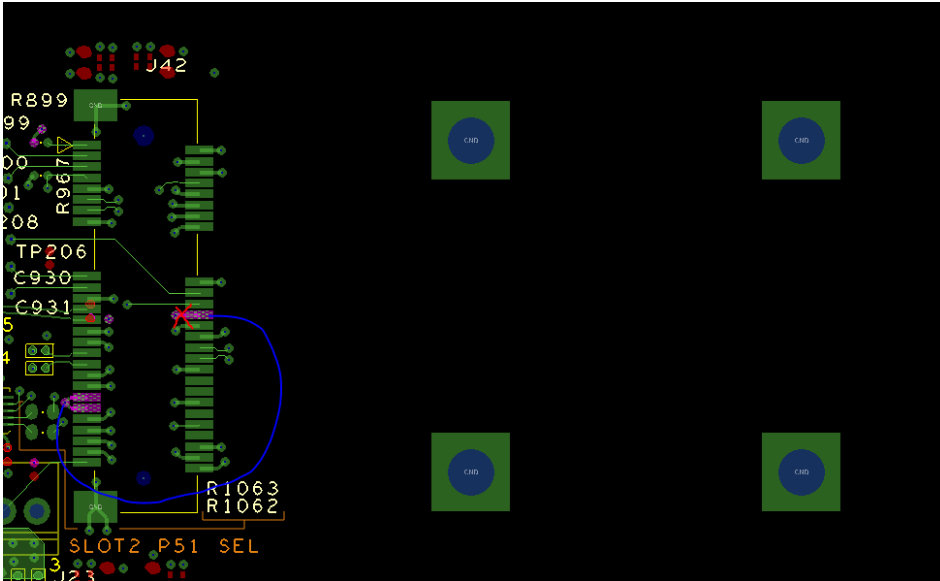 J42
R899
GND
99
GND
GND
00
R967
01
208
TP206
C930
C931
5
4
R1063
R1062
GND
GND
GND
SLOT2 P51 SEL
3
J23